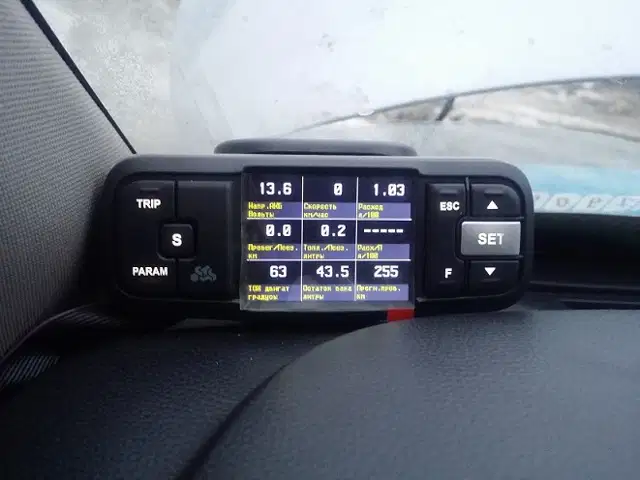 TRIP
S
PARAM
13.6 0 1.03
Напр.АКБ Скорость Расход
Вольты км/час л/100
0.0 0.2 -----
Пробег/Поез. Топл./Поез. Расх/П
км литры л/100
63 43.5 255
ТОЖ двигат Остаток бака Прогн.проб.
градусы литры км
ESC ▲
SET
F ▼